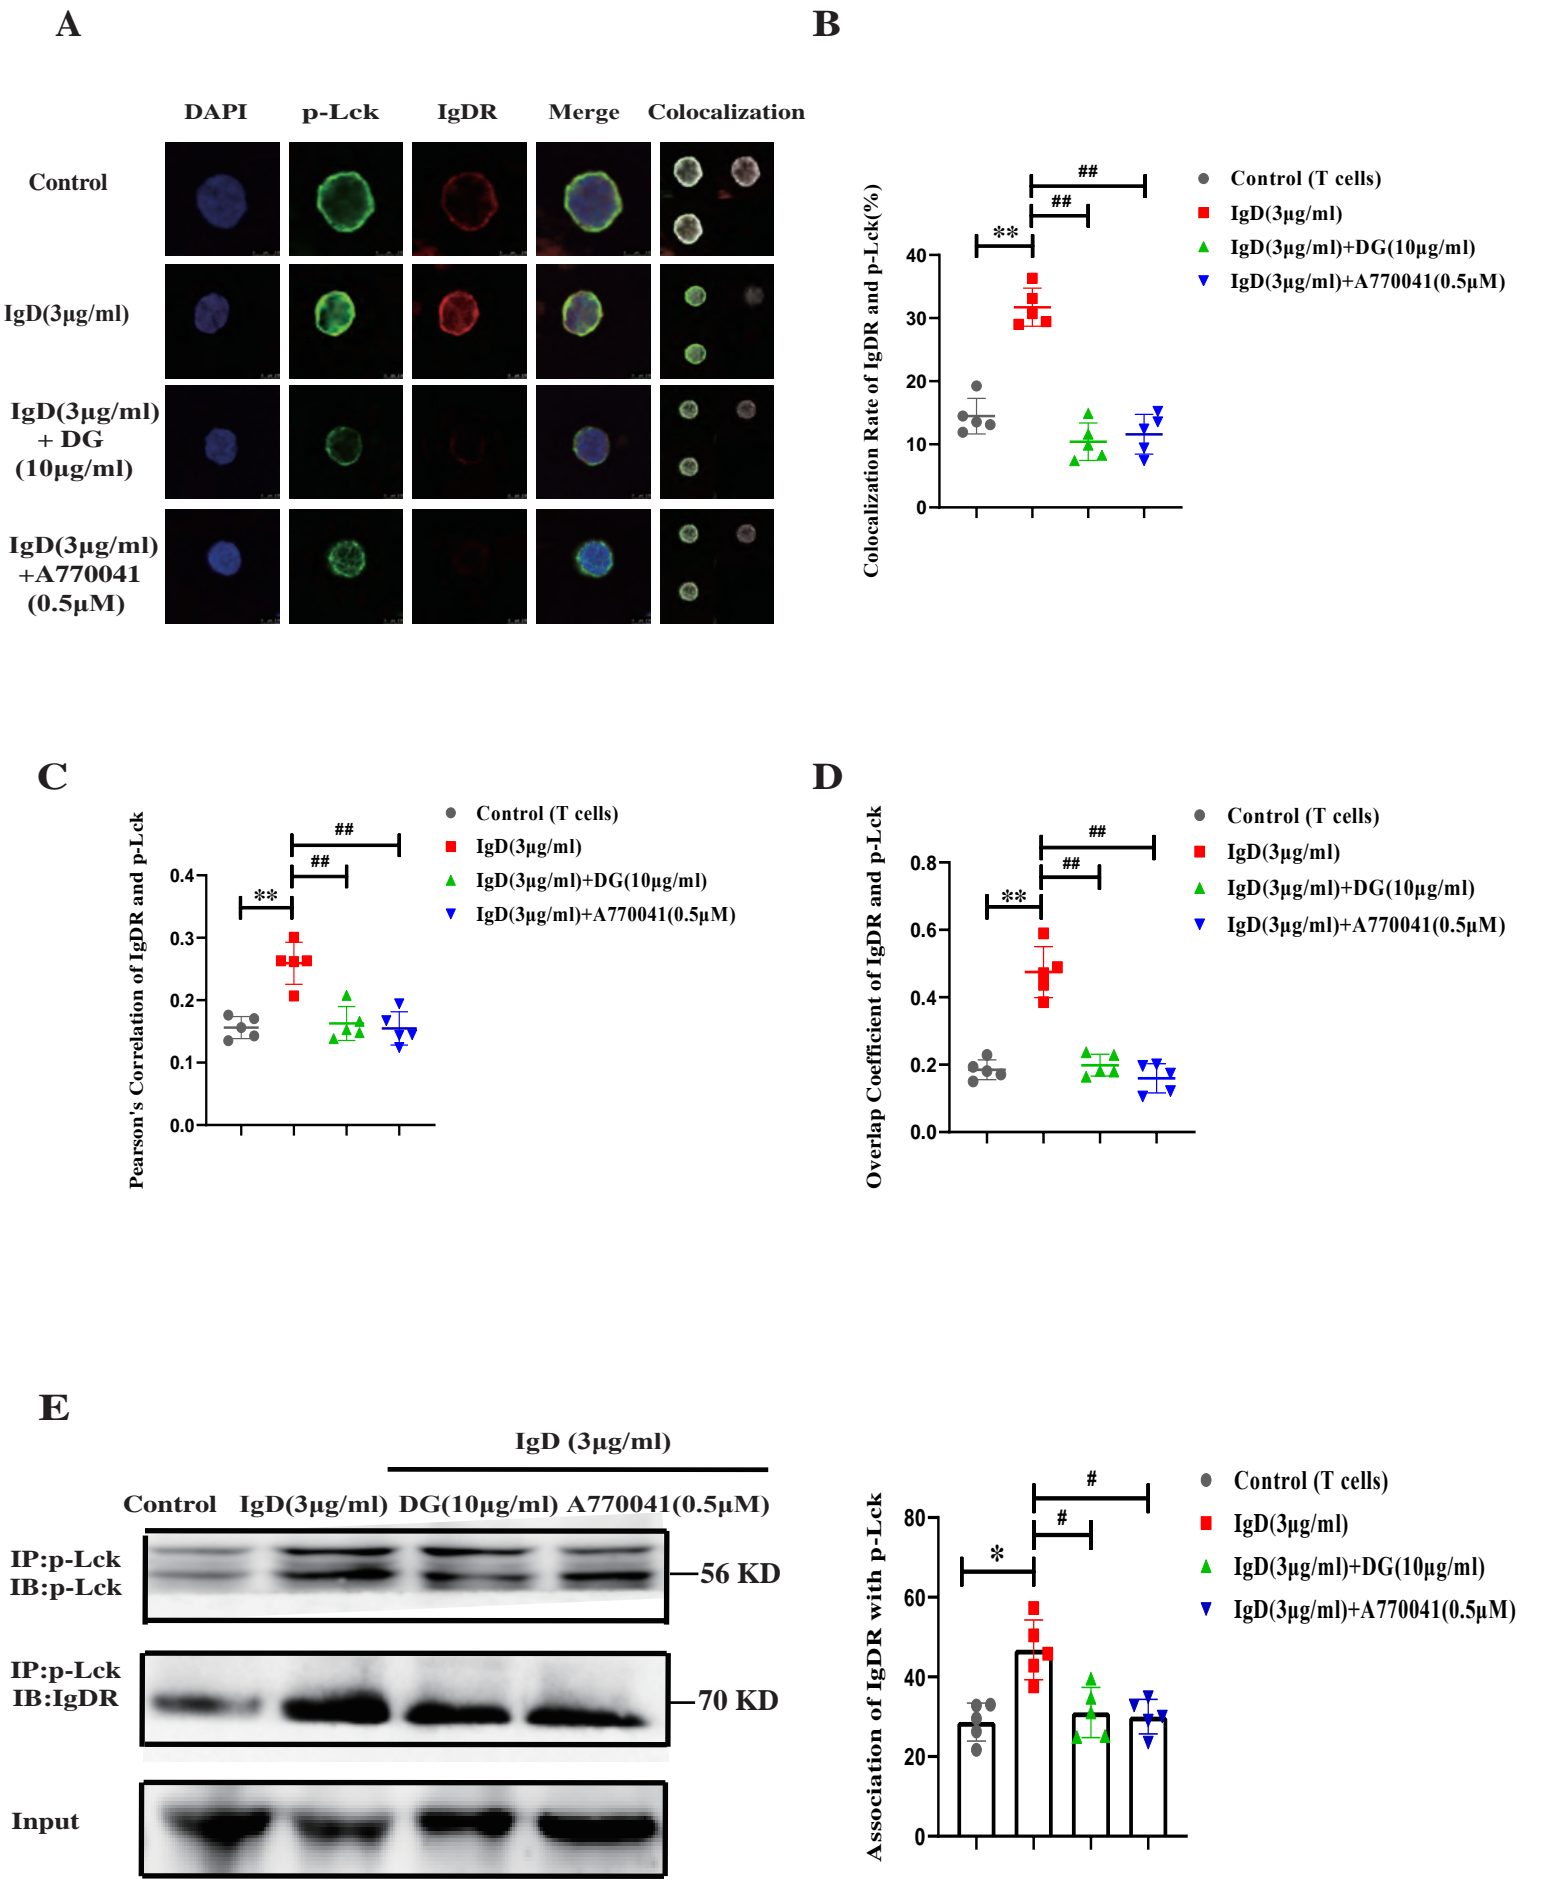 A
DAPI p-Lck IgDR Merge Colocalization
Control
IgD(3μg/ml)
IgD(3μg/ml)
+ DG
(10μg/ml)
IgD(3μg/ml)
+A770041
(0.5μM)
B
Colocalization Rate of IgDR and p-Lck(%)
40
30
20
10
0
**
##
##
Control (T cells)
IgD(3μg/ml)
IgD(3μg/ml)+DG(10μg/ml)
IgD(3μg/ml)+A770041(0.5μM)
C
Pearson's Correlation of IgDR and p-Lck
0.4
0.3
0.2
0.1
0.0
**
##
##
Control (T cells)
IgD(3μg/ml)
IgD(3μg/ml)+DG(10μg/ml)
IgD(3μg/ml)+A770041(0.5μM)
D
Overlap Coefficient of IgDR and p-Lck
0.8
0.6
0.4
0.2
0.0
**
##
##
Control (T cells)
IgD(3μg/ml)
IgD(3μg/ml)+DG(10μg/ml)
IgD(3μg/ml)+A770041(0.5μM)
E
IgD (3μg/ml)
Control IgD(3μg/ml) DG(10μg/ml) A770041(0.5μM)
IP:p-Lck
IB:p-Lck
56 KD
IP:p-Lck
IB:IgDR
70 KD
Input
Association of IgDR with p-Lck
80
60
40
20
0
*
#
#
Control (T cells)
IgD(3μg/ml)
IgD(3μg/ml)+DG(10μg/ml)
IgD(3μg/ml)+A770041(0.5μM)